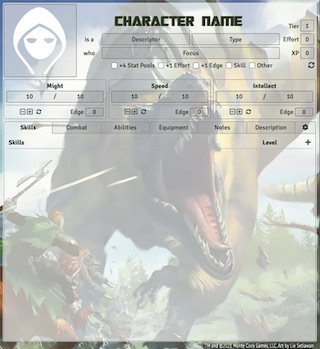 CHARACTER NAME
Tier 1
is a Descriptor Type Effort 0
who Focus XP 0
+4 Stat Pools +1 Effort +1 Edge Skill Other
Might Speed Intellect
10 / 10 10 / 10 10 / 10
Edge 0 Edge 0 Edge 0
Skills Combat Abilities Equipment Notes Description
Skills Level +
TM and ©2021 Monte Cook Games, LLC. Art by Lie Setiawan